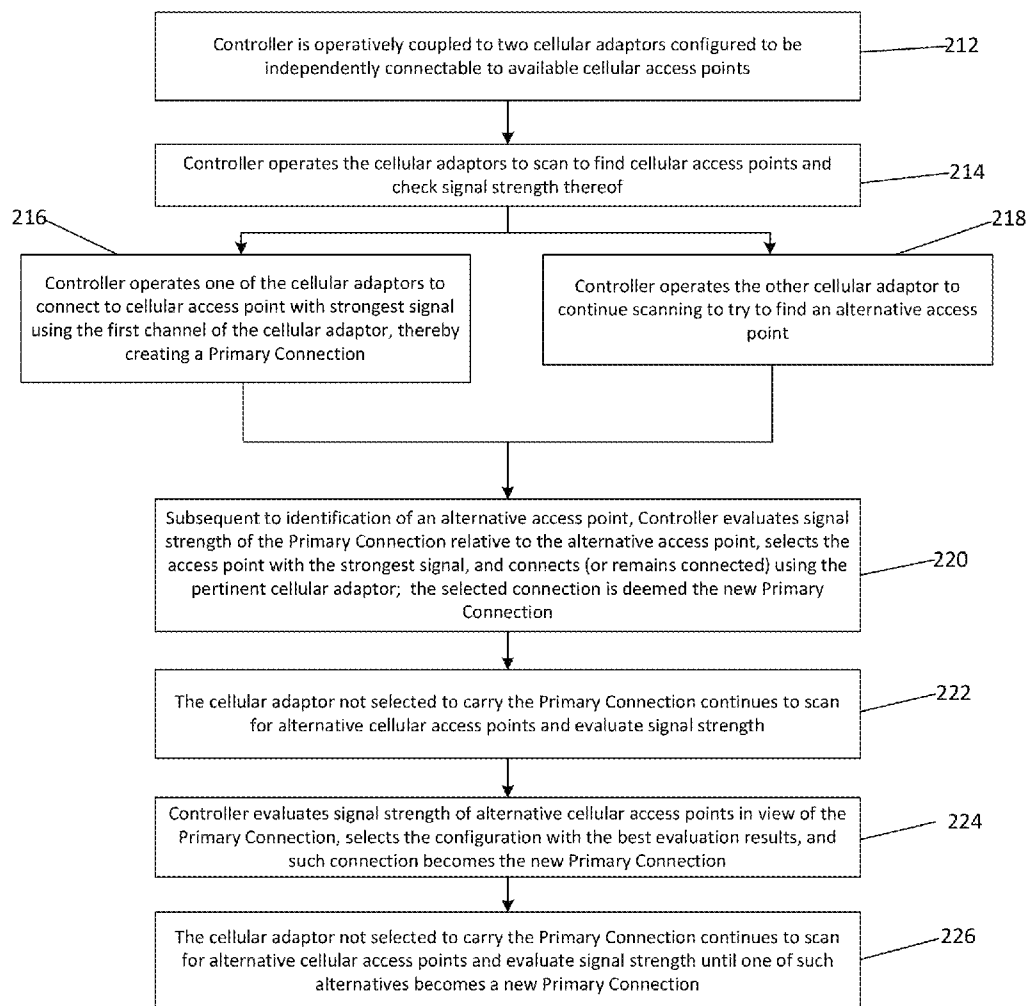 Controller is operatively coupled to two cellular adaptors configured to be
independently connectable to available cellular access points
212
Controller operates the cellular adaptors to scan to find cellular access points and
check signal strength thereof
214
216
218
Controller operates one of the cellular adaptors to
connect to cellular access point with strongest signal
using the first channel of the cellular adaptor, thereby
creating a Primary Connection
Controller operates the other cellular adaptor to
continue scanning to try to find an alternative access
point
Subsequent to identification of an alternative access point, Controller evaluates signal
strength of the Primary Connection relative to the alternative access point, selects the
access point with the strongest signal, and connects (or remains connected) using the
pertinent cellular adaptor; the selected connection is deemed the new Primary
Connection
220
The cellular adaptor not selected to carry the Primary Connection continues to scan
for alternative cellular access points and evaluate signal strength
222
Controller evaluates signal strength of alternative cellular access points in view of the
Primary Connection, selects the configuration with the best evaluation results, and
such connection becomes the new Primary Connection
224
The cellular adaptor not selected to carry the Primary Connection continues to scan
for alternative cellular access points and evaluate signal strength until one of such
alternatives becomes a new Primary Connection
226